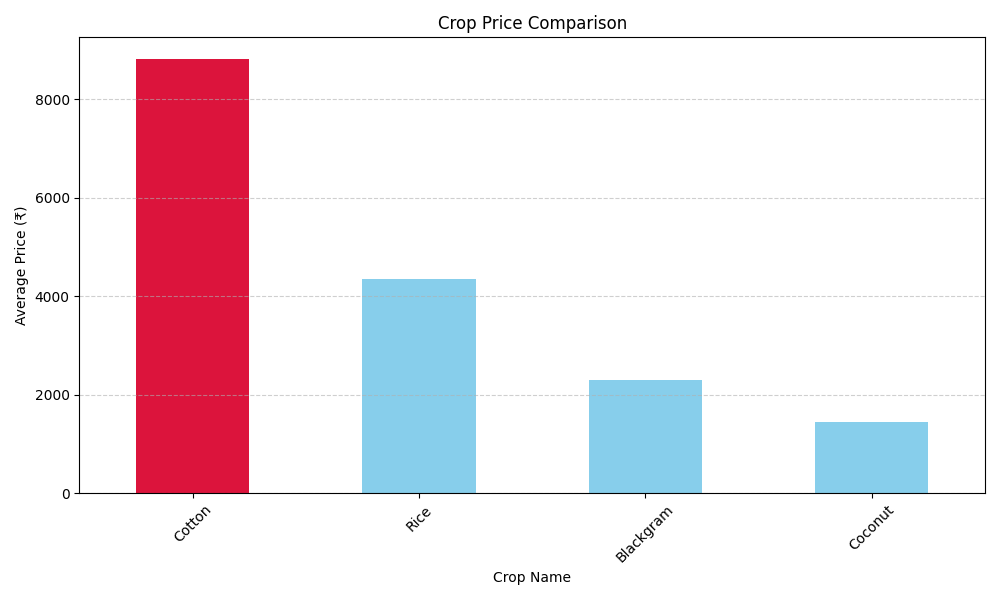 Crop Price Comparison
Average Price (₹)
8000
6000
4000
2000
0
Cotton
Rice
Blackgram
Coconut
Crop Name